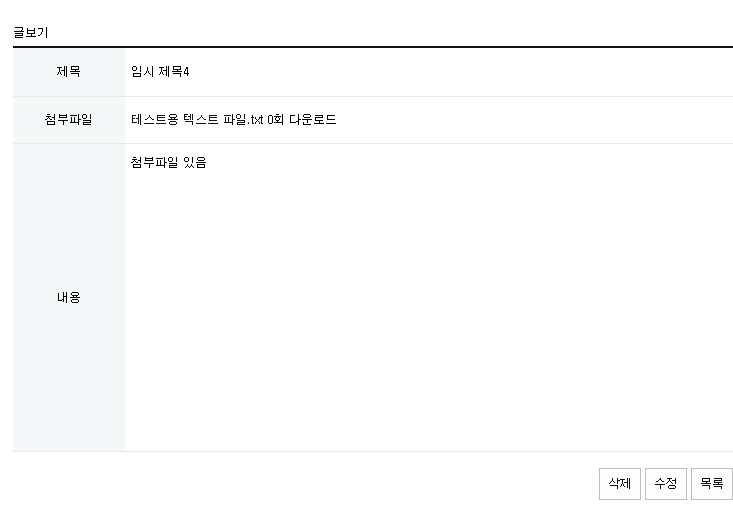 글보기
제목 임시 제목4
첨부파일 테스트용 텍스트 파일.txt 0회 다운로드
첨부파일 있음
내용
삭제 수정 목록